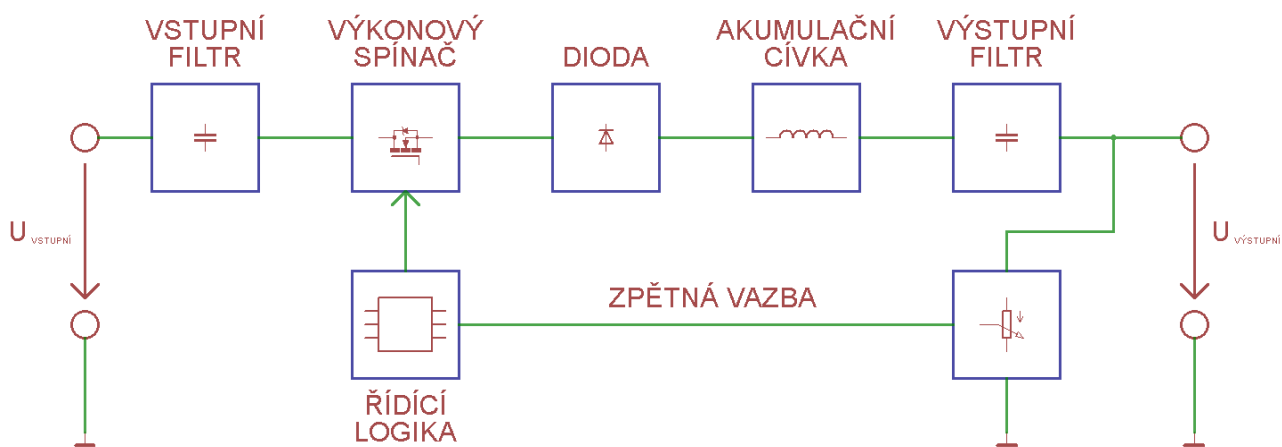 VSTUPNÍ
FILTR
VÝKONOVÝ
SPÍNAČ
DIODA
AKUMULAČNÍ
CÍVKA
VÝSTUPNÍ
FILTR
U VSTUPNÍ
U VÝSTUPNÍ
ZPĚTNÁ VAZBA
ŘÍDÍCÍ
LOGIKA